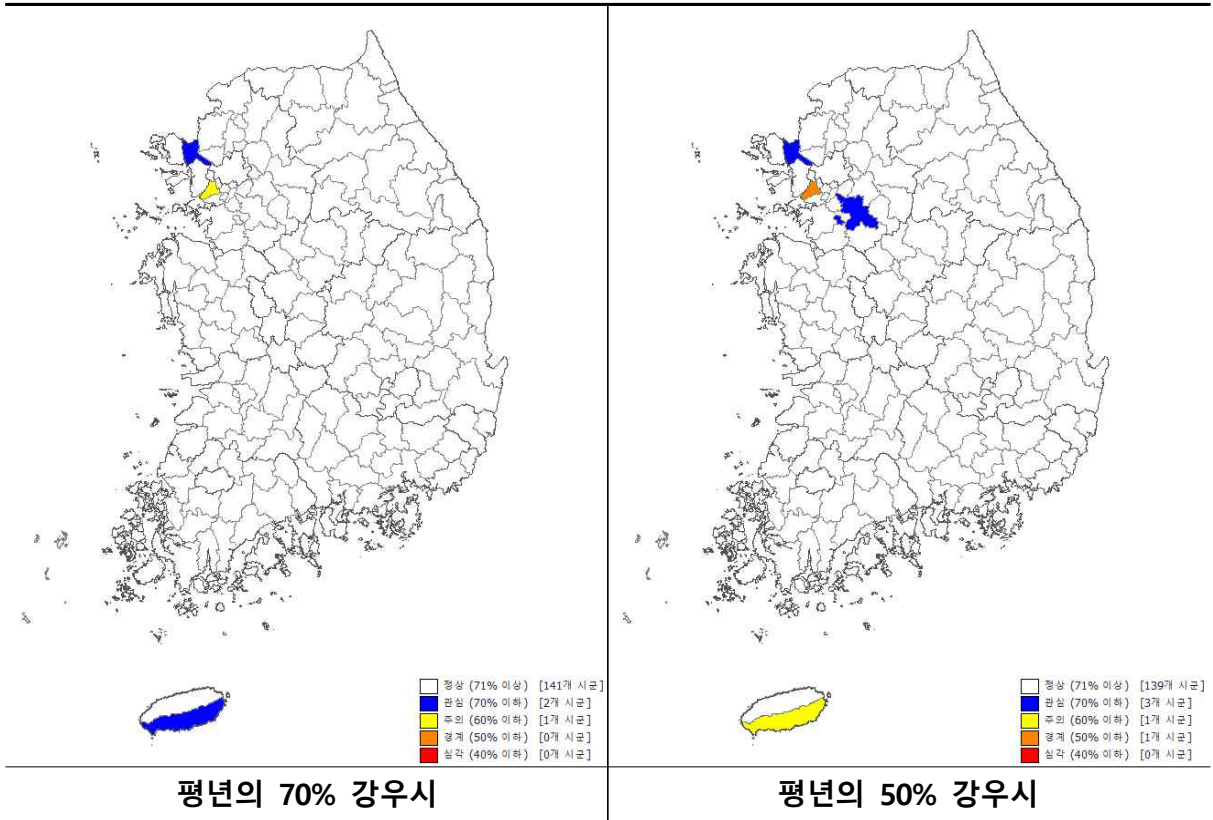 정상 (71% 이상) [141개 시군]
관심 (70% 이하) [2개 시군]
주의 (60% 이하) [1개 시군]
경계 (50% 이하) [0개 시군]
심각 (40% 이하) [0개 시군]
평년의 70% 강우시
정상 (71% 이상) [139개 시군]
관심 (70% 이하) [3개 시군]
주의 (60% 이하) [1개 시군]
경계 (50% 이하) [1개 시군]
심각 (40% 이하) [0개 시군]
평년의 50% 강우시